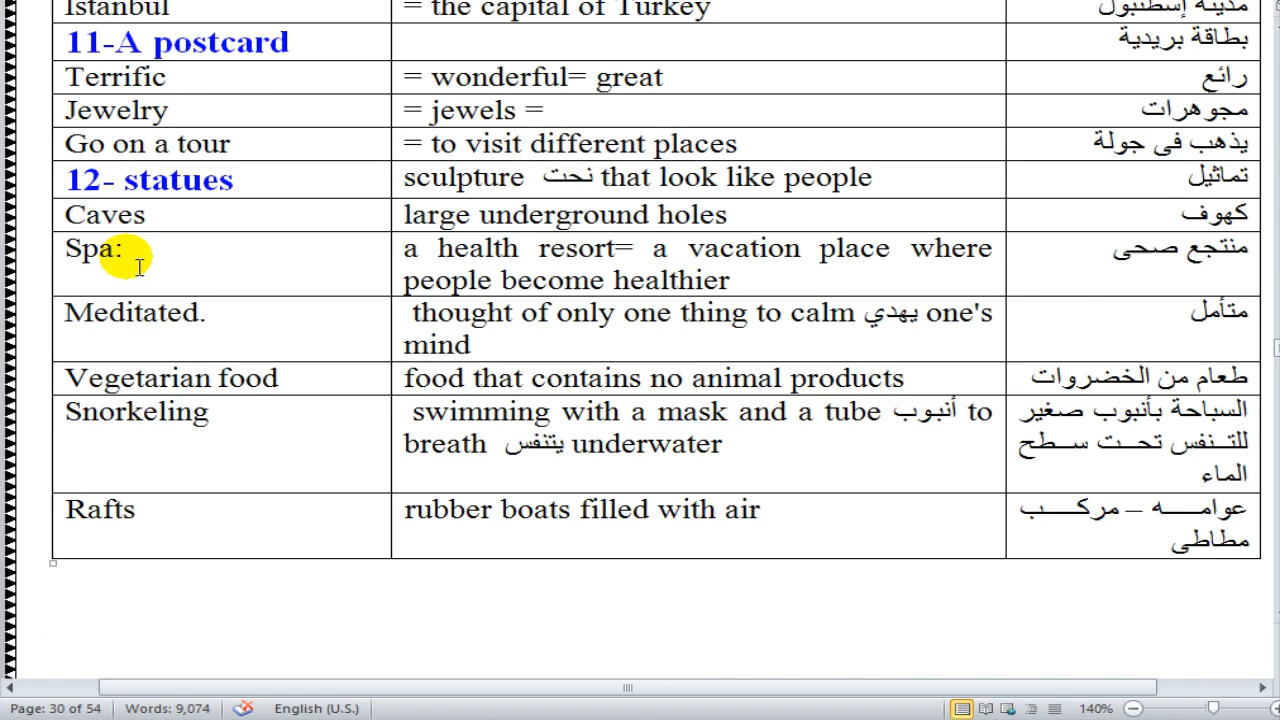 Istanbul = the capital of Turkey مدينة إسطنبول
11-A postcard بطاقة بريدية
Terrific = wonderful= great رائع
Jewelry = jewels = مجوهرات
Go on a tour = to visit different places يذهب فى جولة
12- statues sculpture نحت that look like people تماثيل
Caves large underground holes كهوف
Spa: a health resort= a vacation place where منتجع صحى
people become healthier
Meditated. thought of only one thing to calm يهدي one's متأمل
mind
Vegetarian food food that contains no animal products طعام من الخضروات
Snorkeling swimming with a mask and a tube أنبوب to السباحة بأنبوب صغير
breath يتنفس underwater للتـنفس تحـت سـطح
الماء
Rafts rubber boats filled with air عوامـــه – مركـــب
مطاطى
Page: 30 of 54 Words: 9,074 English (U.S.) 140%